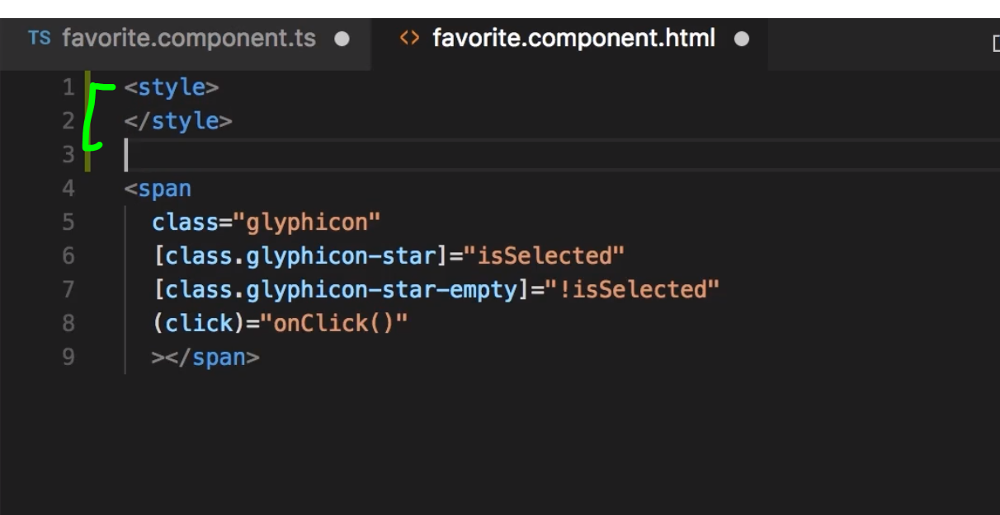 TS favorite.component.ts ● <> favorite.component.html ●
1 <style>
2 </style>
3
4 <span
5 class="glyphicon"
6 [class.glyphicon-star]="isSelected"
7 [class.glyphicon-star-empty]="!isSelected"
8 (click)="onClick()"
9 ></span>